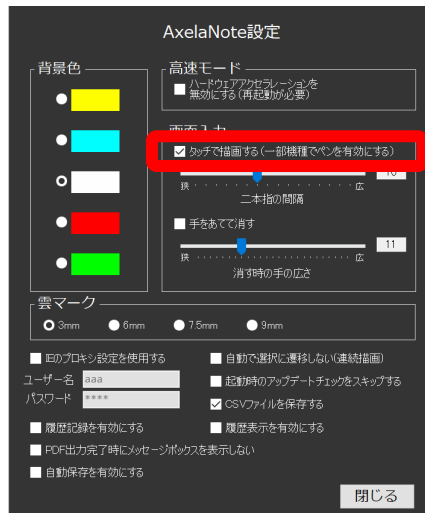 AxelaNote設定
背景色
高速モード
ハードウェアアクセラレーションを
無効にする(再起動が必要)
画面入力
タッチで描画する(一部機種でペンを有効にする)
10
狭
広
二本指の間隔
手をあてて消す
11
狭
広
消す時の手の広さ
雲マーク
3mm
6mm
7.5mm
9mm
IEのプロキシ設定を使用する
自動で選択に遷移しない(連続描画)
ユーザー名 aaa
起動時のアップデートチェックをスキップする
パスワード ****
CSVファイルを保存する
履歴記録を有効にする
履歴表示を有効にする
PDF出力完了時にメッセージボックスを表示しない
自動保存を有効にする
閉じる